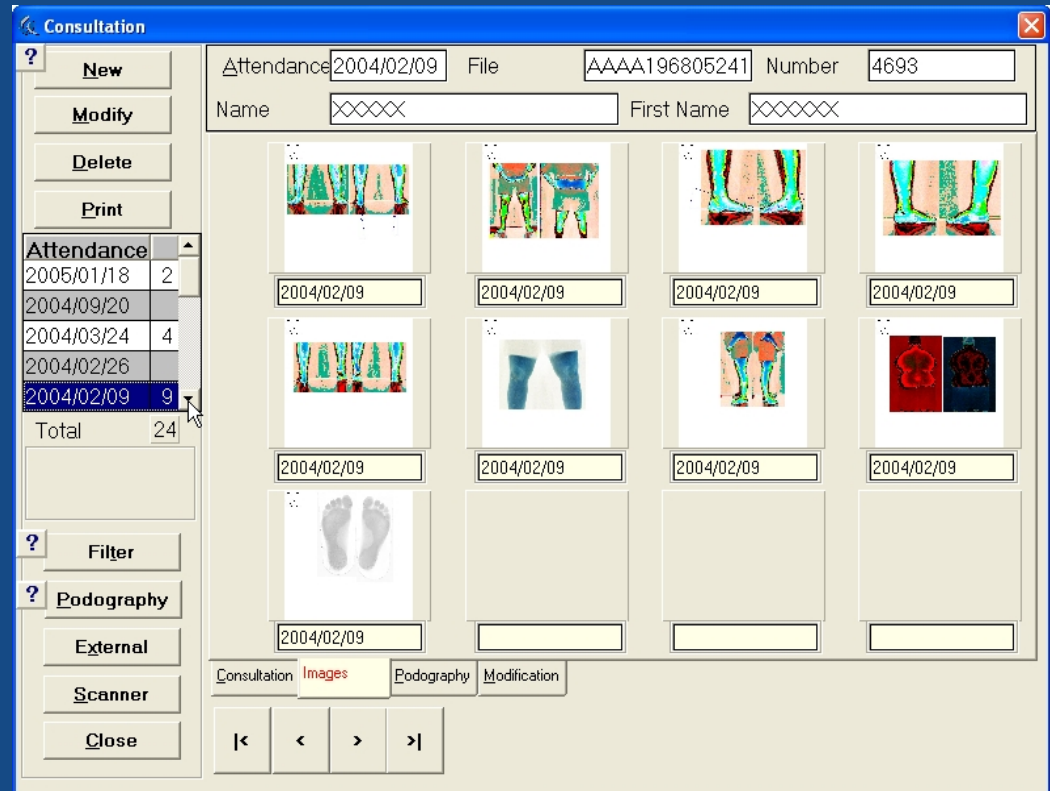 Consultation
?
New
Modify
Delete
Print
Attendance 2004/02/09 File AAAA196805241 Number 4693
Name XXXXX First Name XXXXXX
Attendance
2005/01/18 2
2004/09/20
2004/03/24 4
2004/02/26
2004/02/09 9
Total 24
2004/02/09 2004/02/09 2004/02/09 2004/02/09
2004/02/09 2004/02/09 2004/02/09 2004/02/09
2004/02/09
? Filter
? Podography
External
Scanner
Close
Consultation Images Podography Modification
|< < > >|